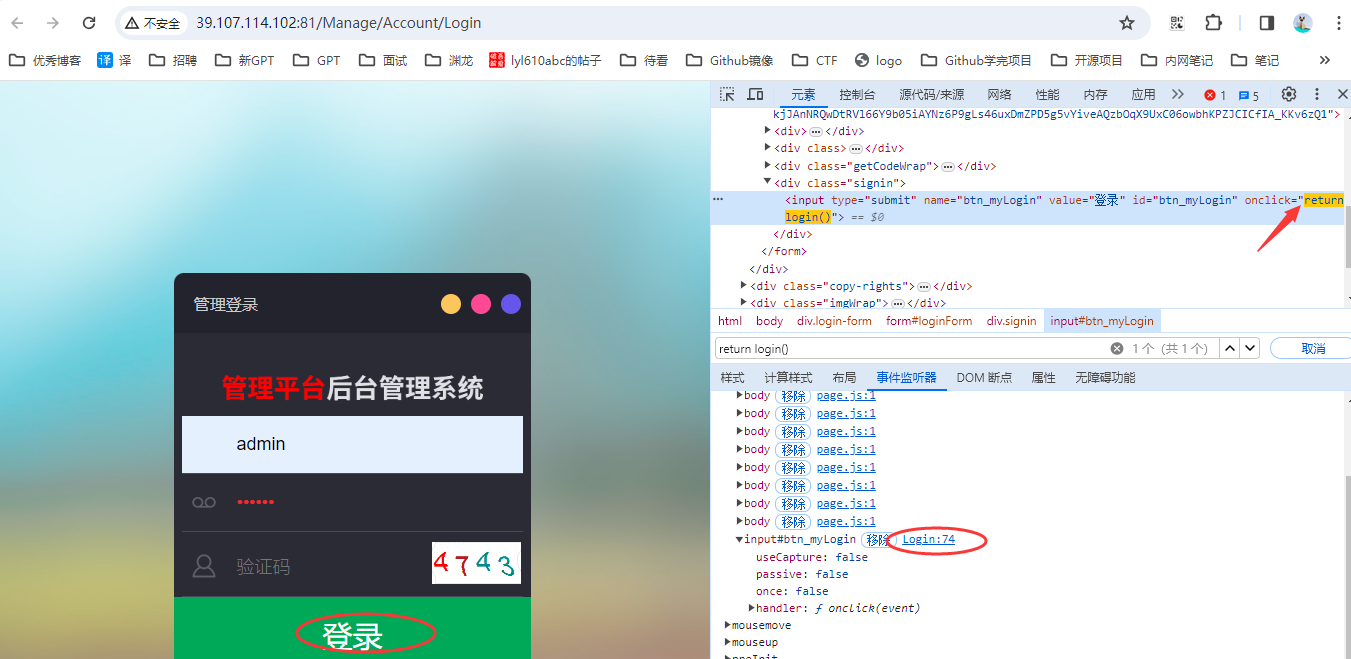 不安全 39.107.114.102:81/Manage/Account/Login
优秀博客 译 译 招聘 新GPT GPT 面试 渊龙 lyl610abc的帖子 待看 Github镜像 CTF logo Github学完项目 开源项目 内网笔记 笔记 »
元素 控制台 源代码/来源 网络 性能 内存 应用 » 1 5
kjJAnNRQwDtRVl66Y9b05iAYNz6P9gLs46uxDmZPD5g5vYiveAQzbOqX9UxC06owbhKPZJCICfIA_KKv6zQ1">
<div>…</div>
<div class>…</div>
<div class="getCodeWrap">…</div>
<div class="signin">
<input type="submit" name="btn_myLogin" value="登录" id="btn_myLogin" onclick="return
login()"> == $0
</div>
</form>
</div>
<div class="copy-rights">…</div>
<div class="imgWrap">…</div>
html body div.login-form form#loginForm div.signin input#btn_myLogin
return login() 1个 (共1个) 取消
样式 计算样式 布局 事件监听器 DOM 断点 属性 无障碍功能
body 移除 page.js:1
body 移除 page.js:1
body 移除 page.js:1
body 移除 page.js:1
body 移除 page.js:1
body 移除 page.js:1
body 移除 page.js:1
body 移除 page.js:1
input#btn_myLogin 移除 Login:74
useCapture: false
passive: false
once: false
handler: ƒ onclick(event)
mousemove
mouseup
preInit
管理登录
管理平台后台管理系统
admin
••••••
验证码 4743
登录